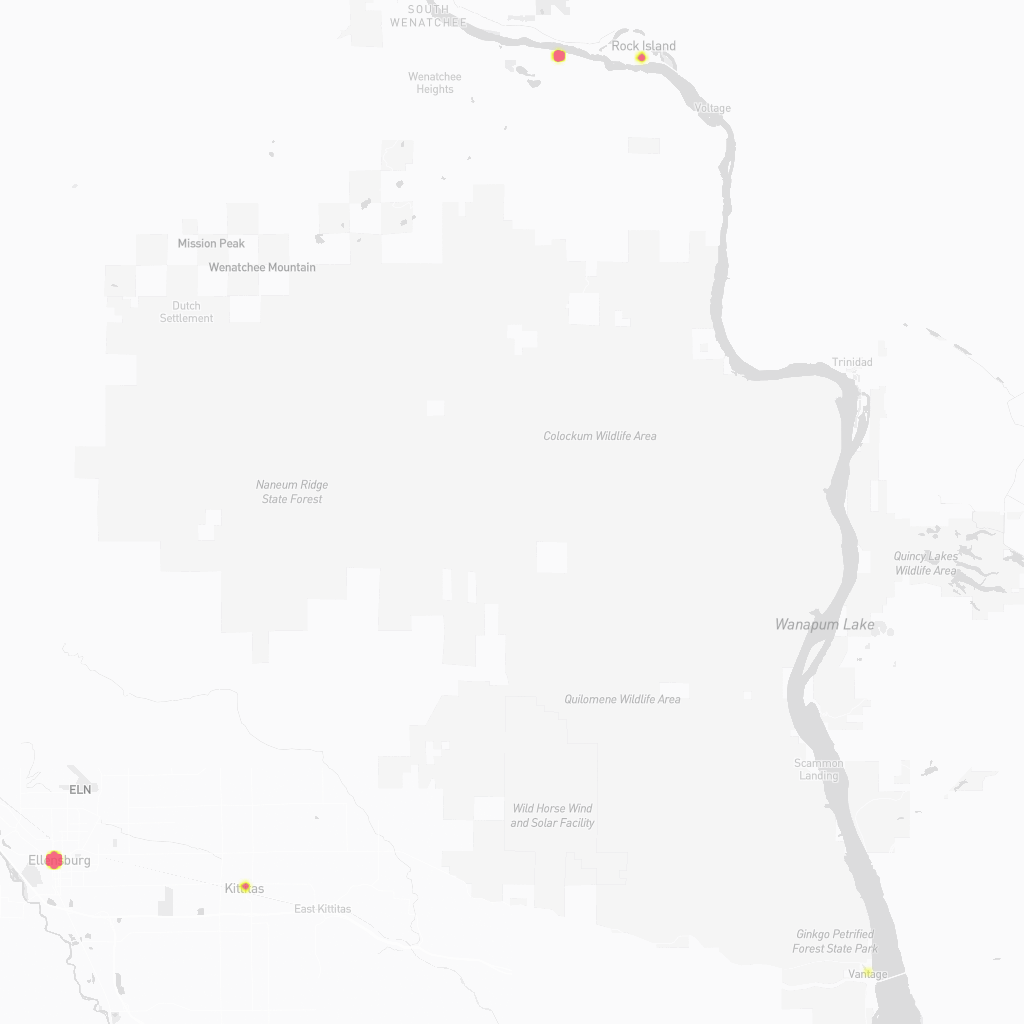 SOUTH
WENATCHEE
Rock Island
Wenatchee
Heights
Voltage
Mission Peak
Wenatchee Mountain
Dutch
Settlement
Trinidad
Colockum Wildlife Area
Naneum Ridge
State Forest
Quincy Lakes
Wildlife Area
Wanapum Lake
Quilomene Wildlife Area
Scammon
Landing
ELN
Wild Horse Wind
and Solar Facility
Ellensburg
Kittitas
East Kittitas
Ginkgo Petrified
Forest State Park
Vantage